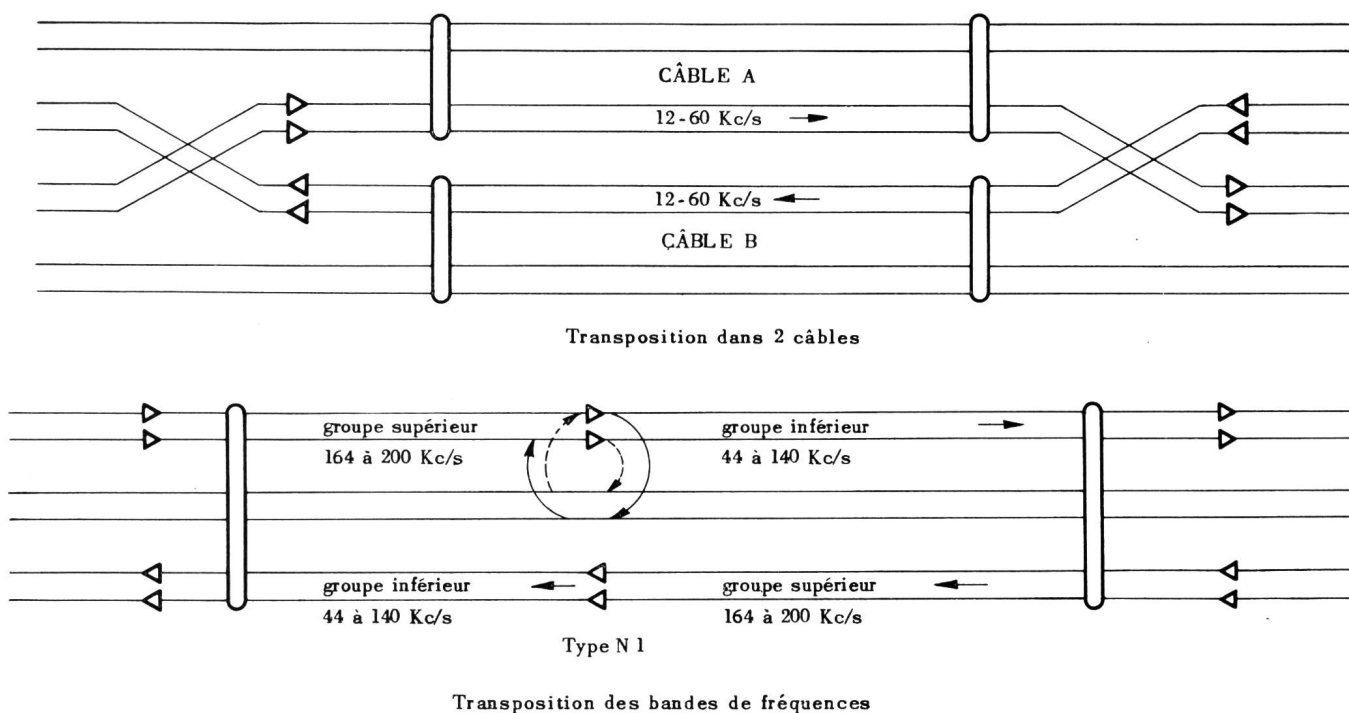 CÂBLE A
12-60 Kc/s
12-60 Kc/s
CÂBLE B
Transposition dans 2 câbles
groupe supérieur
164 à 200 Kc/s
groupe inférieur
44 à 140 Kc/s
groupe inférieur
44 à 140 Kc/s
groupe supérieur
164 à 200 Kc/s
Type N 1
Transposition des bandes de fréquences